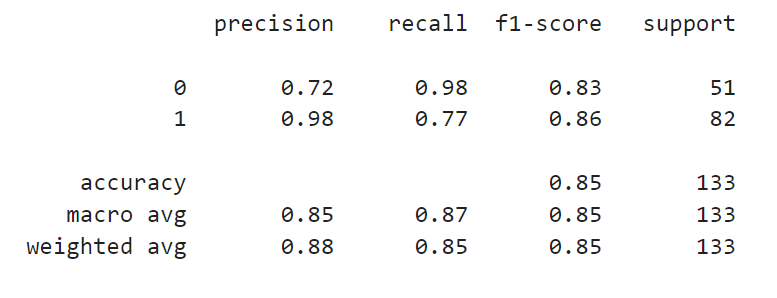 precision recall f1-score support
0 0.72 0.98 0.83 51
1 0.98 0.77 0.86 82
accuracy 0.85 133
macro avg 0.85 0.87 0.85 133
weighted avg 0.88 0.85 0.85 133